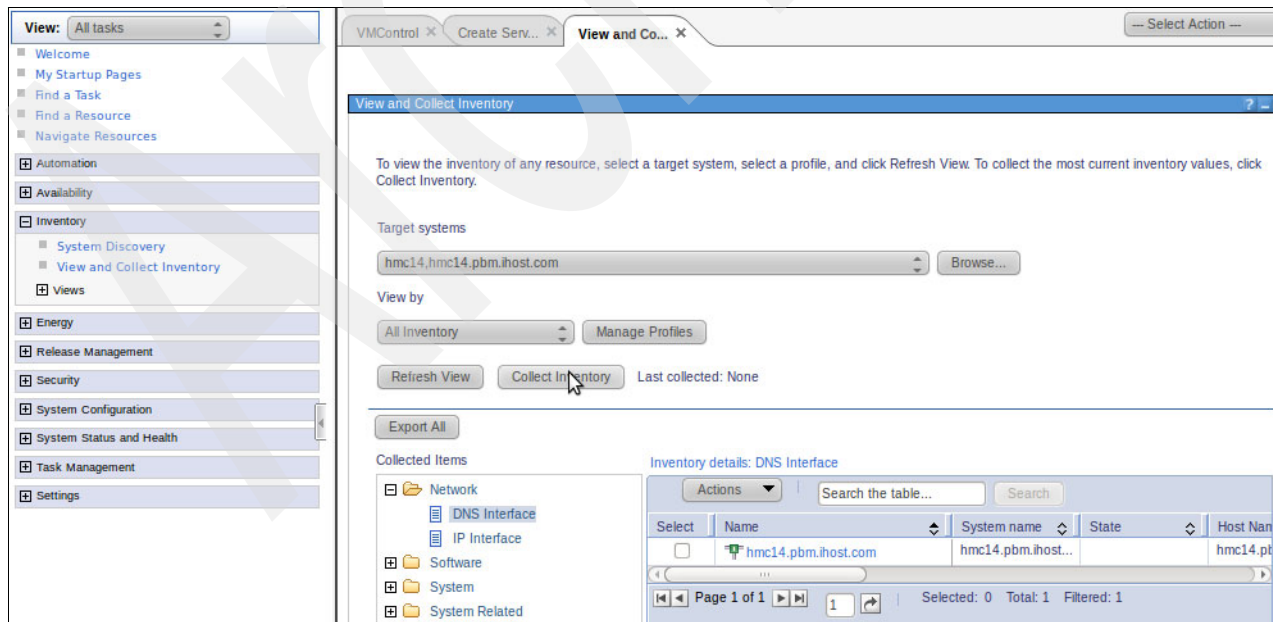 View: All tasks
Welcome
My Startup Pages
Find a Task
Find a Resource
Navigate Resources
Automation
Availability
Inventory
System Discovery
View and Collect Inventory
Views
Energy
Release Management
Security
System Configuration
System Status and Health
Task Management
Settings
VMControl Create Serv... View and Co... --- Select Action ---
View and Collect Inventory ?
To view the inventory of any resource, select a target system, select a profile, and click Refresh View. To collect the most current inventory values, click
Collect Inventory.
Target systems
hmc14,hmc14.pbm.ihost.com Browse...
View by
All Inventory Manage Profiles
Refresh View Collect Inventory Last collected: None
Export All
Collected Items
Network
DNS Interface
IP Interface
Software
System
System Related
Inventory details: DNS Interface
Actions Search the table... Search
Select Name System name State Host Nan
hmc14.pbm.ihost.com hmc14.pbm.ihost... hmc14.pb
Page 1 of 1 1 Selected: 0 Total: 1 Filtered: 1